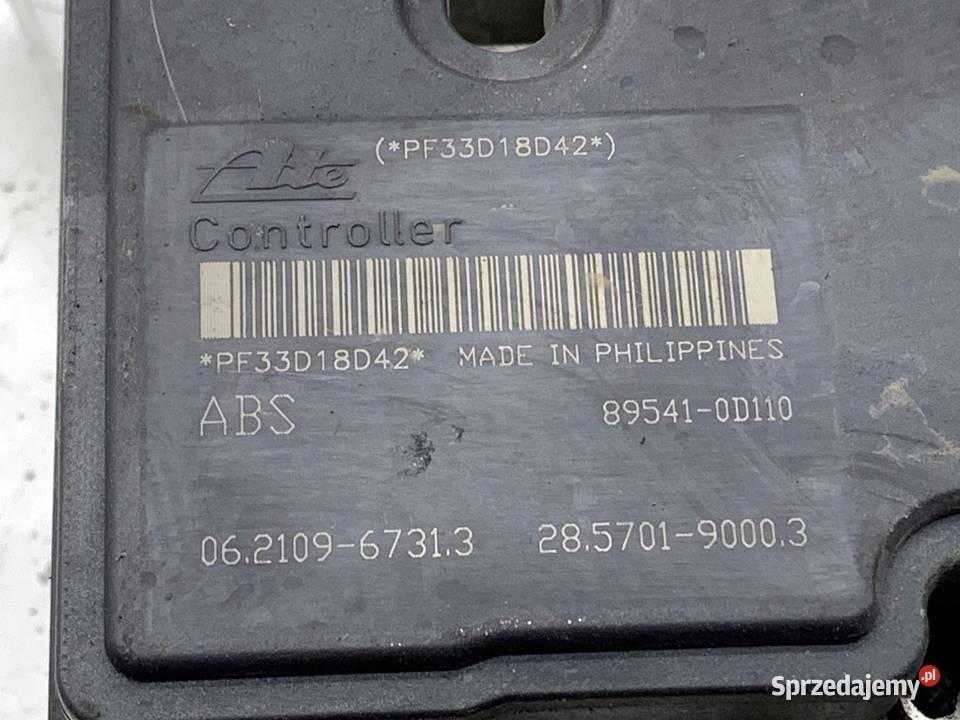 (*PF33D18D42*)
Ate
Controller
*PF33D18D42* MADE IN PHILIPPINES
ABS 89541-0D110
06.2109-6731.3 28.5701-9000.3
Sprzedajemy.pl